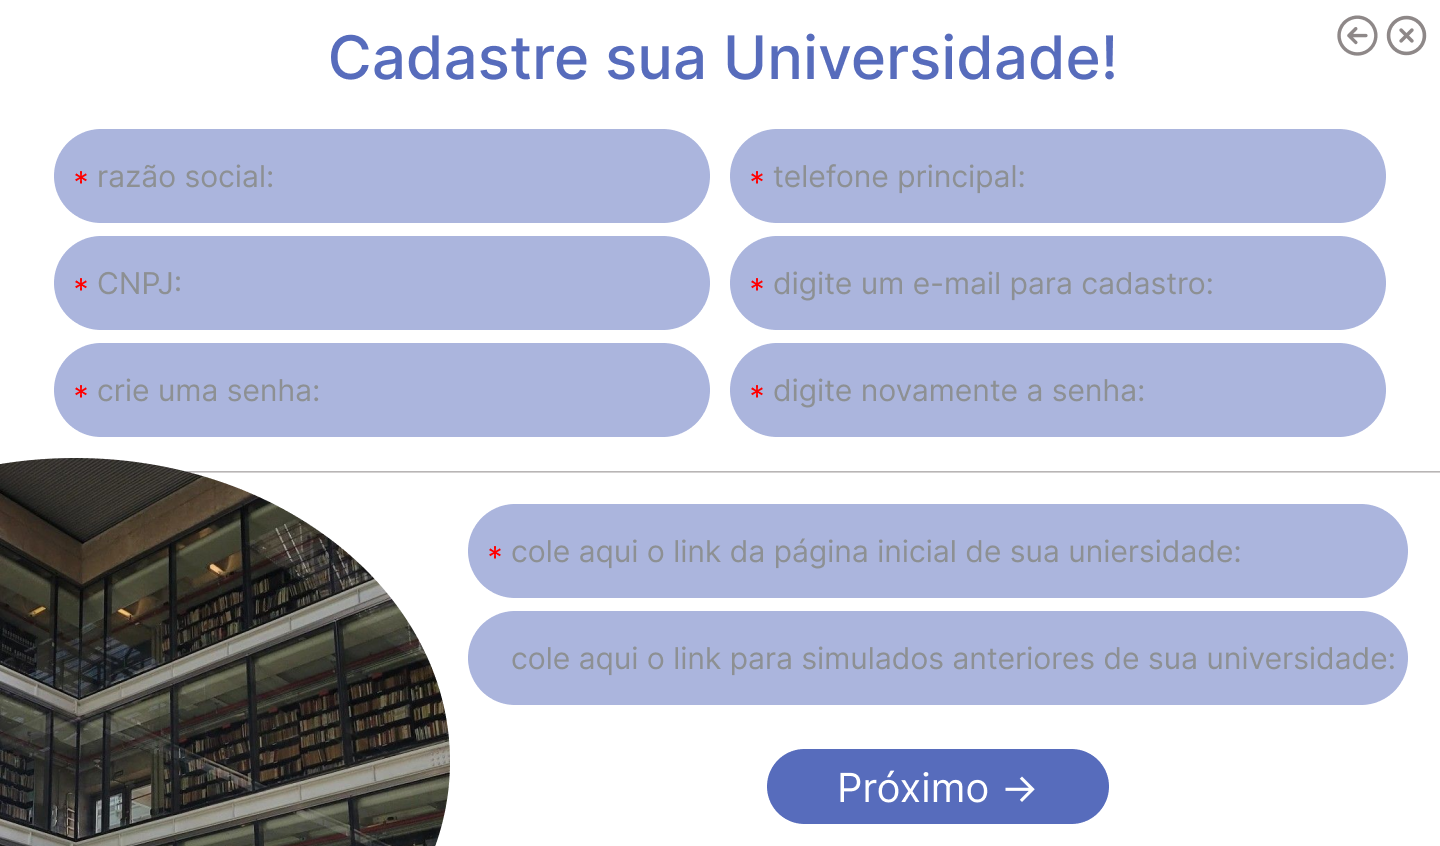 Cadastre sua Universidade!
* razão social:
* telefone principal:
* CNPJ:
* digite um e-mail para cadastro:
* crie uma senha:
* digite novamente a senha:
* cole aqui o link da página inicial de sua uniersidade:
cole aqui o link para simulados anteriores de sua universidade:
Próximo →